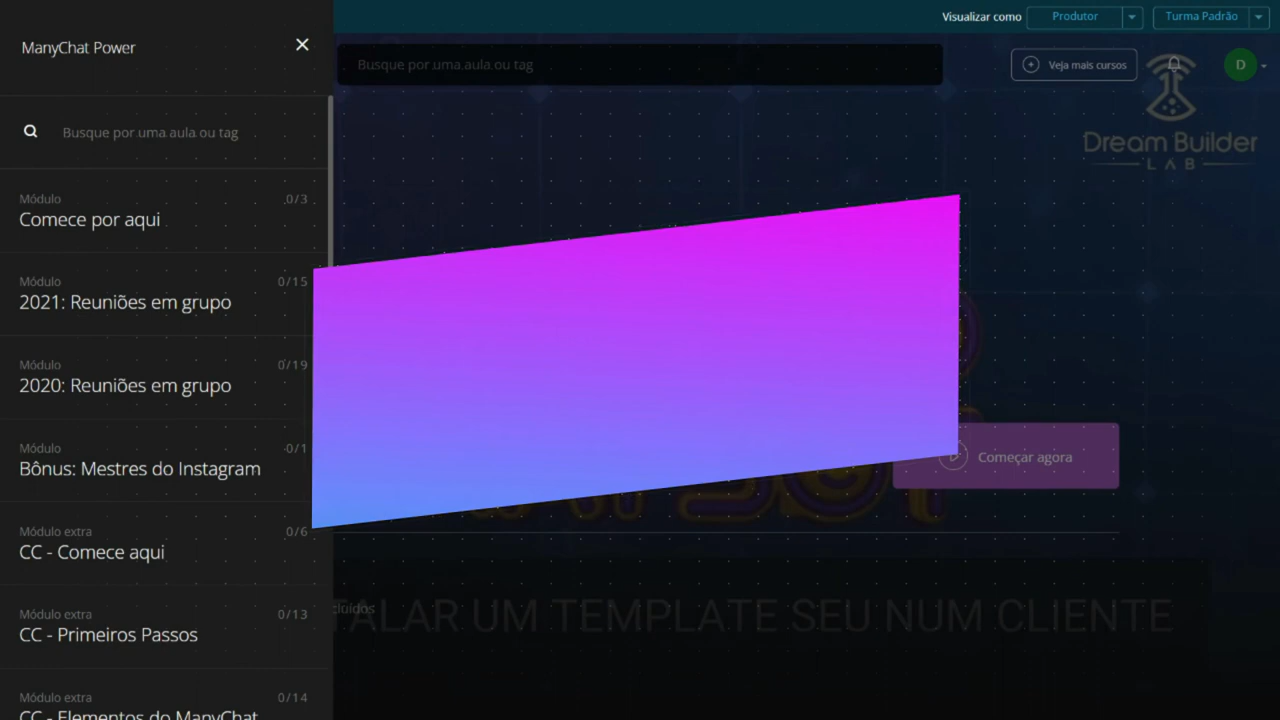 Visualizar como
Produtor
Turma Padrão
ManyChat Power
Busque por uma aula ou tag
Veja mais cursos
D
Dream Builder
LAB
Busque por uma aula ou tag
Módulo
0/3
Comece por aqui
Módulo
0/15
2021: Reuniões em grupo
Módulo
0/19
2020: Reuniões em grupo
Módulo
0/1
Bônus: Mestres do Instagram
Começar agora
Módulo extra
0/6
CC - Comece aqui
Módulo extra
0/13
CC - Primeiros Passos
TALAR UM TEMPLATE SEU NUM CLIENTE
Módulo extra
0/14
CC - Elementos do ManyChat